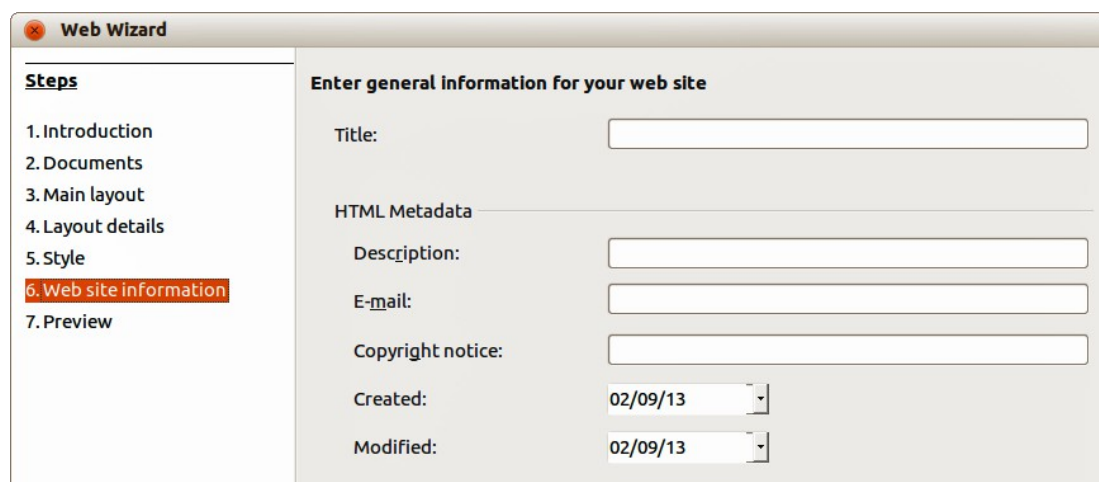 Web Wizard
Steps
1. Introduction
2. Documents
3. Main layout
4. Layout details
5. Style
6. Web site information
7. Preview
Enter general information for your web site
Title:
HTML Metadata
Description:
E-mail:
Copyright notice:
Created: 02/09/13
Modified: 02/09/13